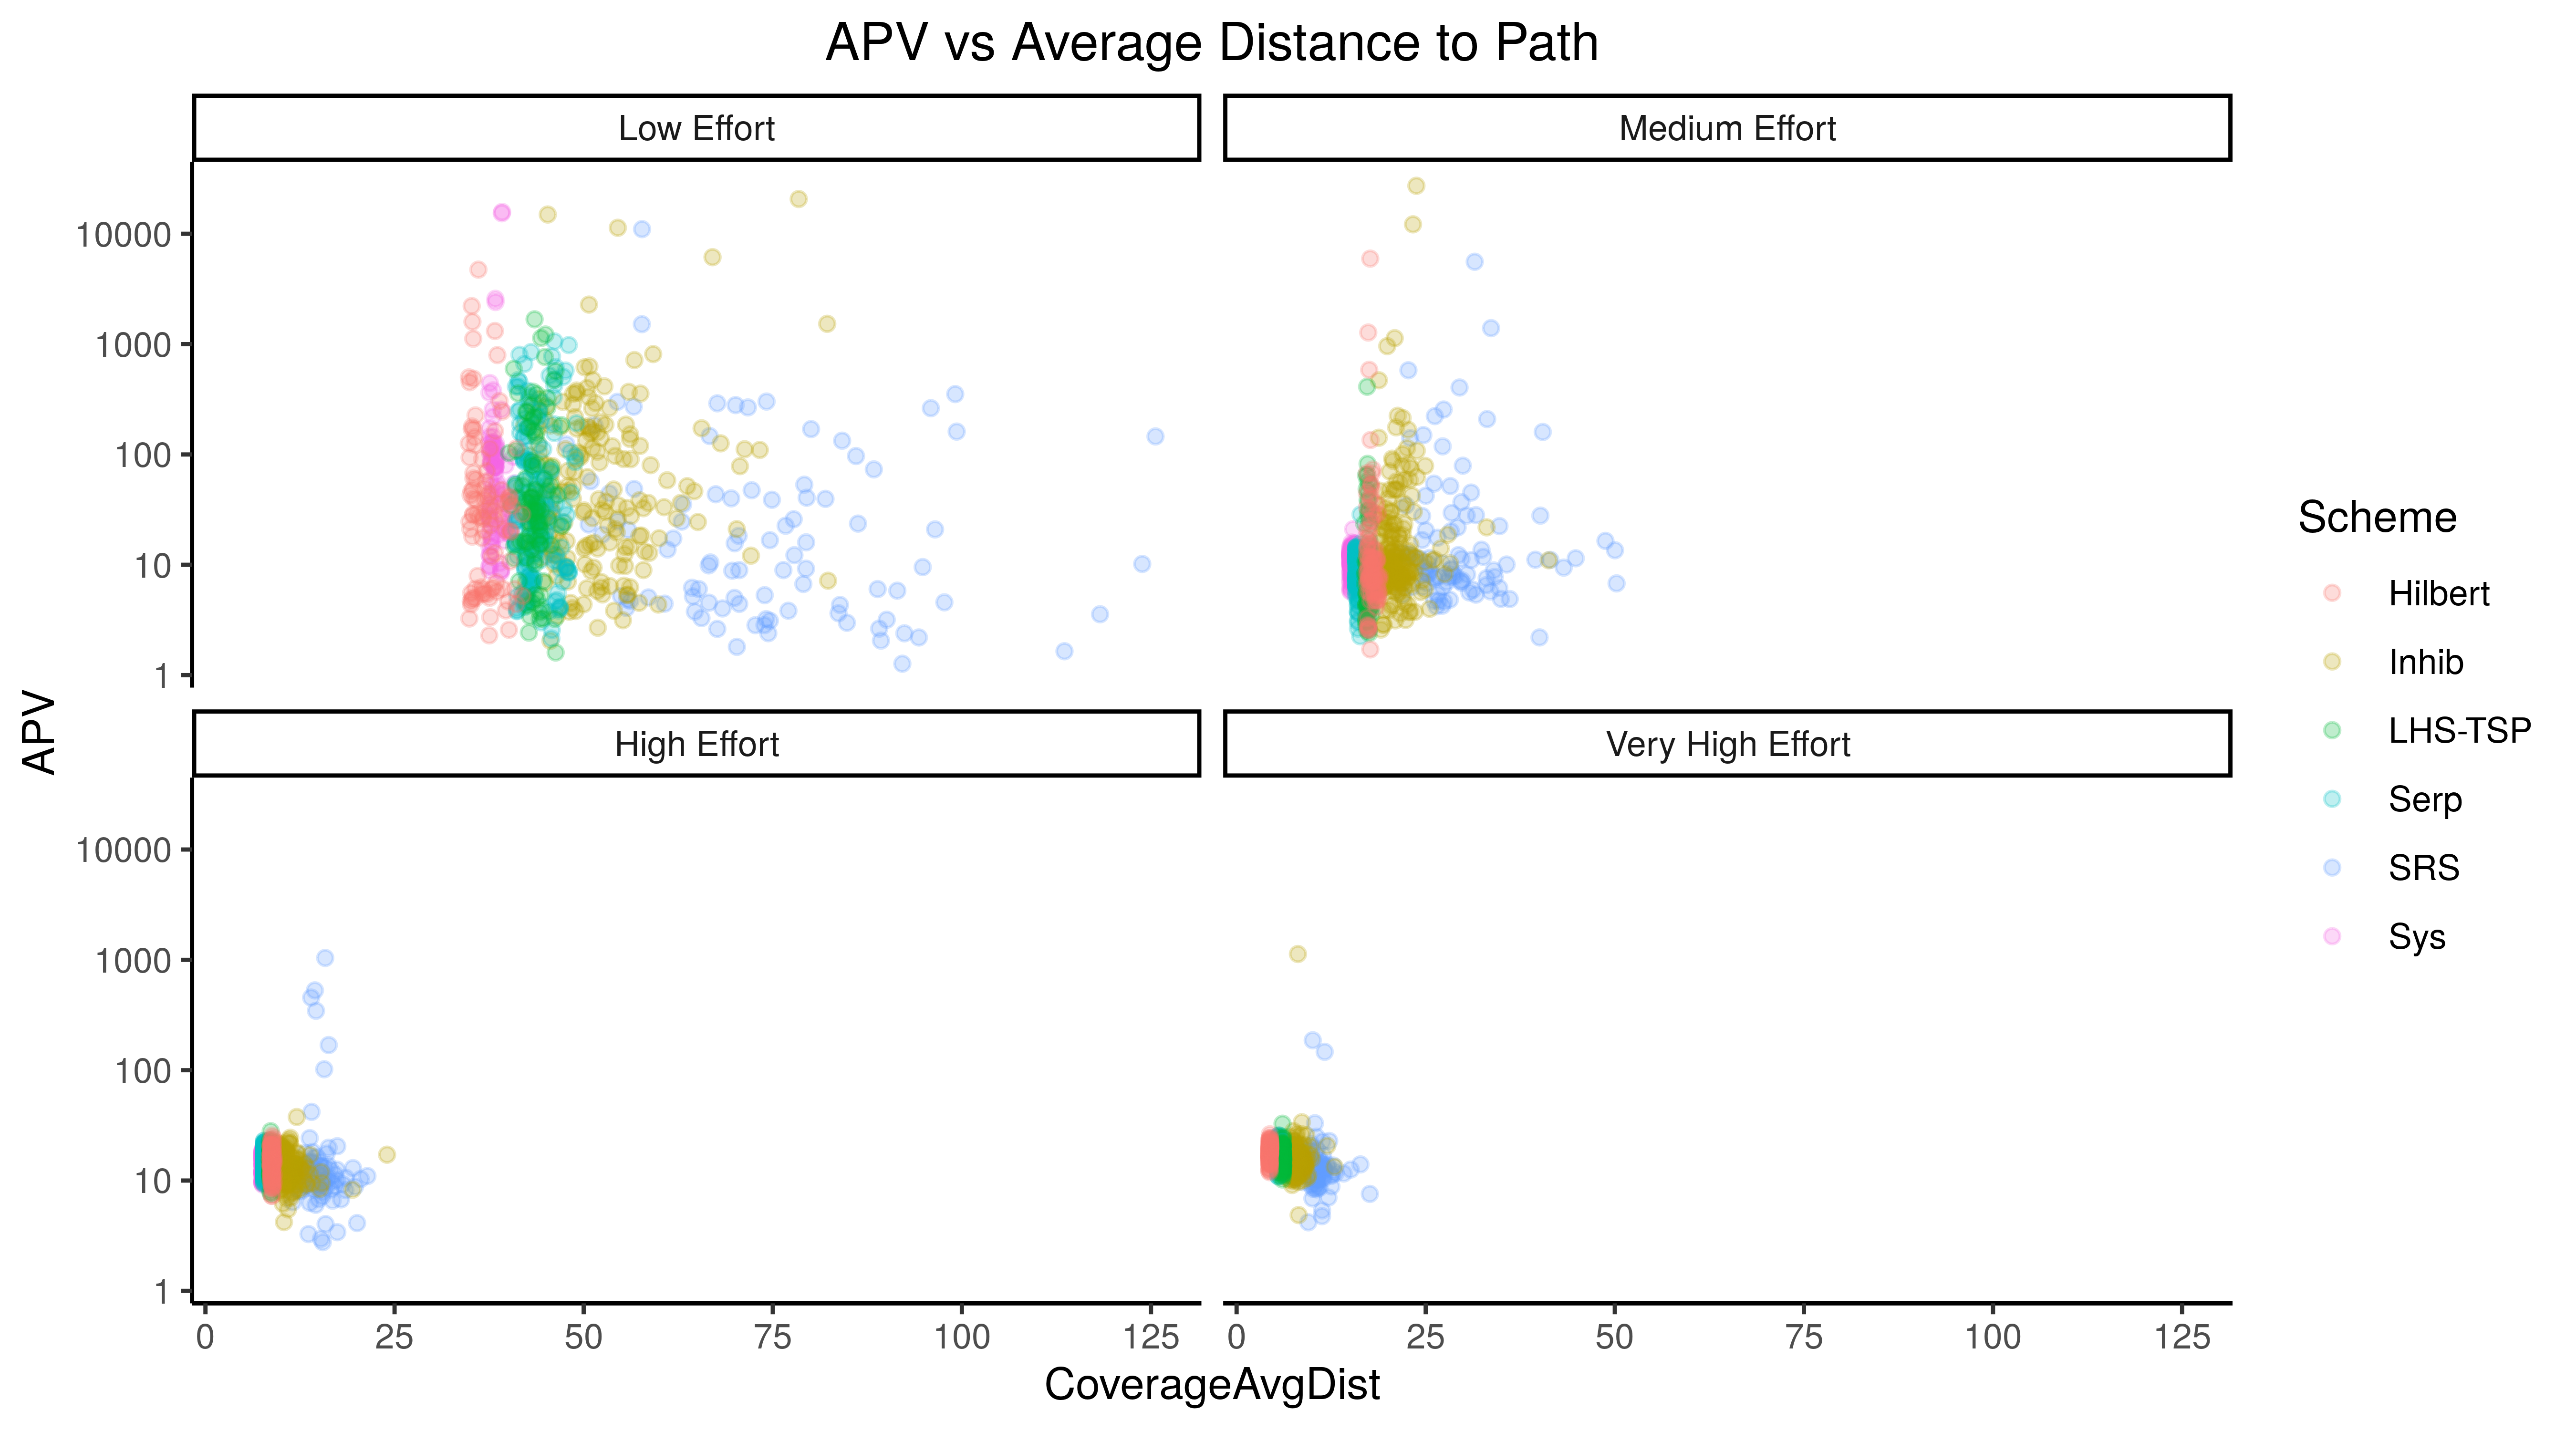 APV vs Average Distance to Path
Low Effort
Medium Effort
10000
1000
100
10
1
High Effort
Very High Effort
10000
1000
100
10
1
0 25 50 75 100 125
0 25 50 75 100 125
CoverageAvgDist
APV
Scheme
Hilbert
Inhib
LHS-TSP
Serp
SRS
Sys